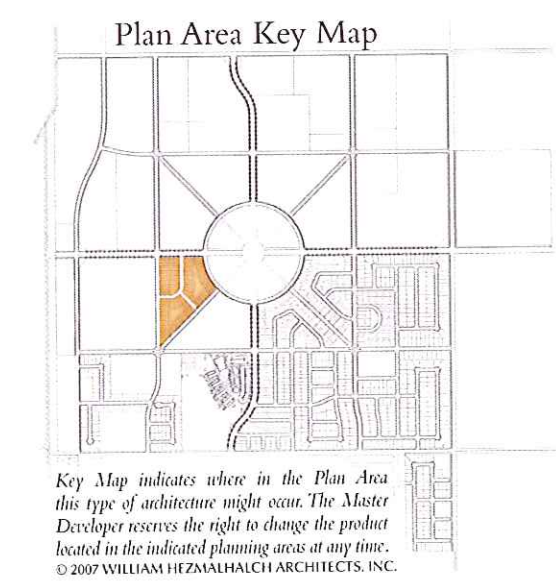 Plan Area Key Map
Key Map indicates where in the Plan Area
this type of architecture might occur. The Master
Developer reserves the right to change the product
located in the indicated planning areas at any time.
© 2007 WILLIAM HEZMALHALCH ARCHITECTS, INC.